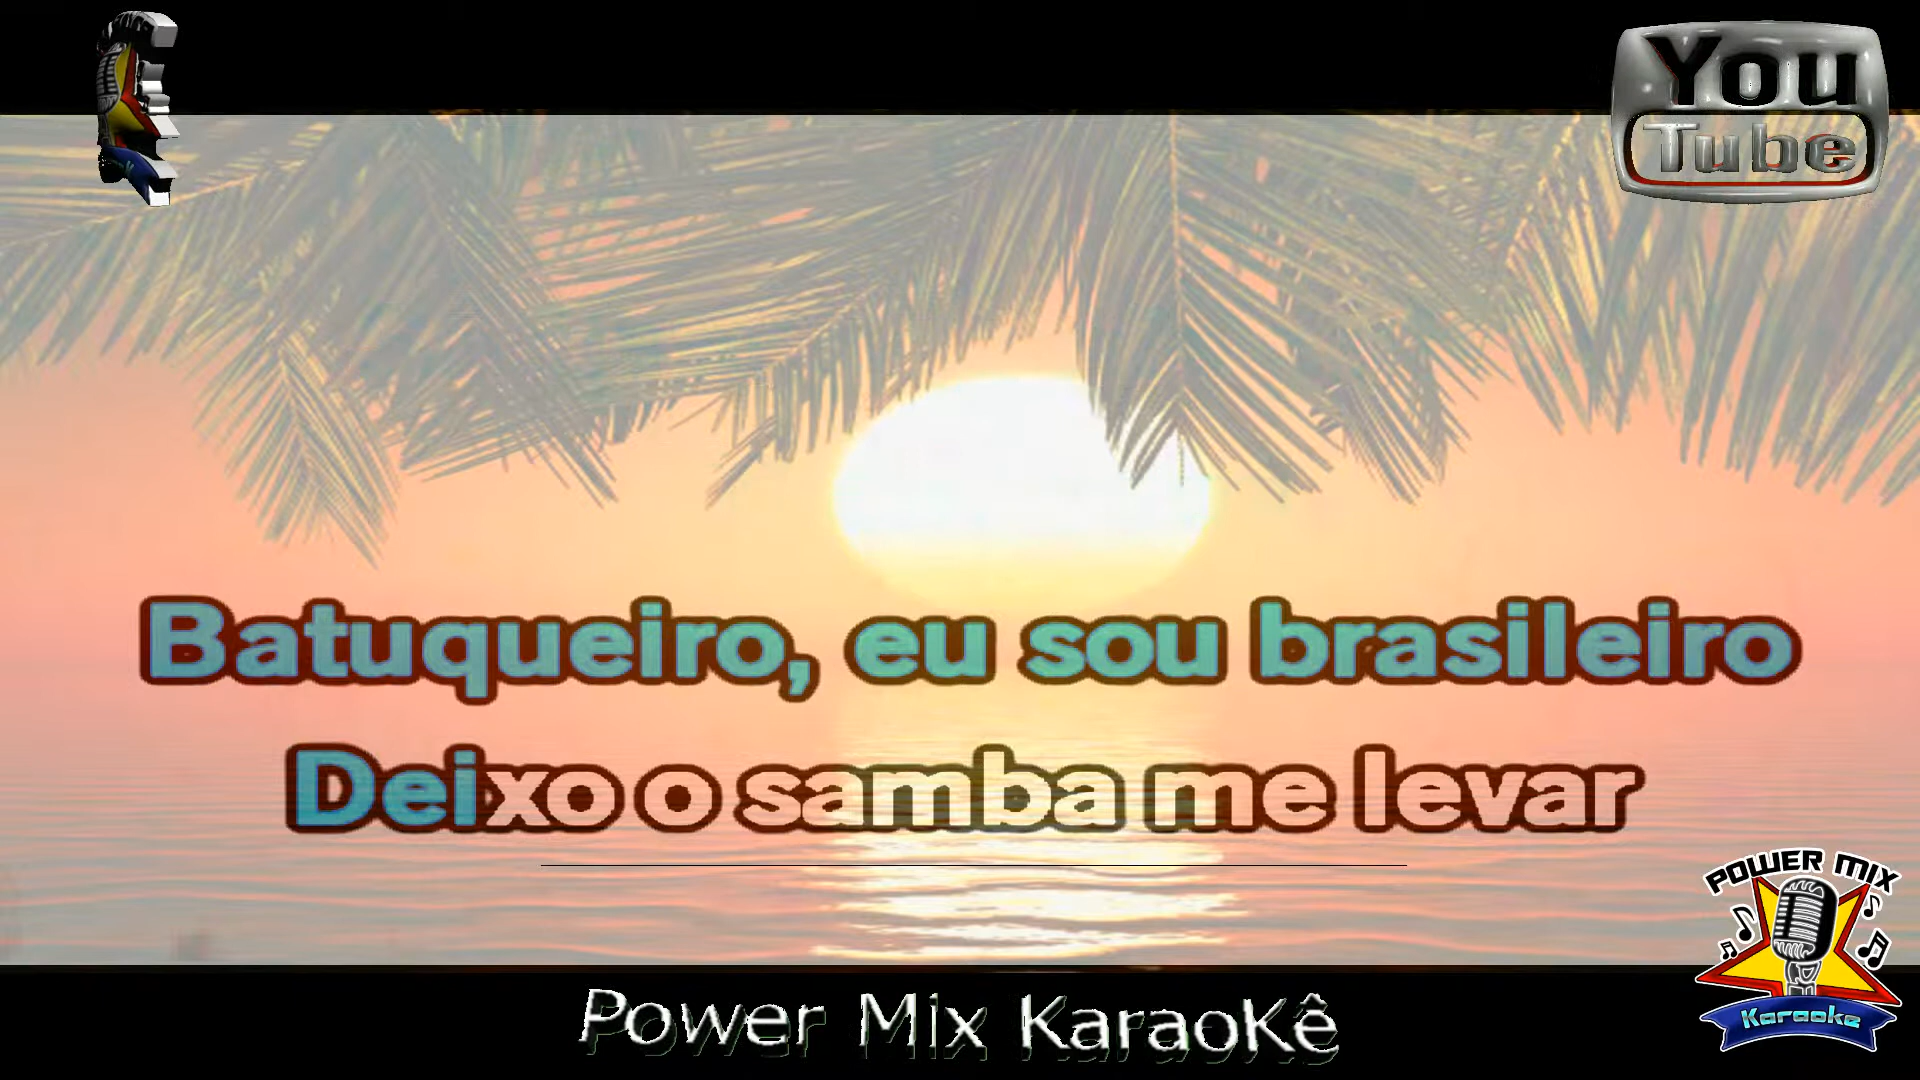 You
Tube
Batuqueiro, eu sou brasileiro
Deixo o samba me levar
POWER MIX
Karaoke
Power Mix KaraoKê